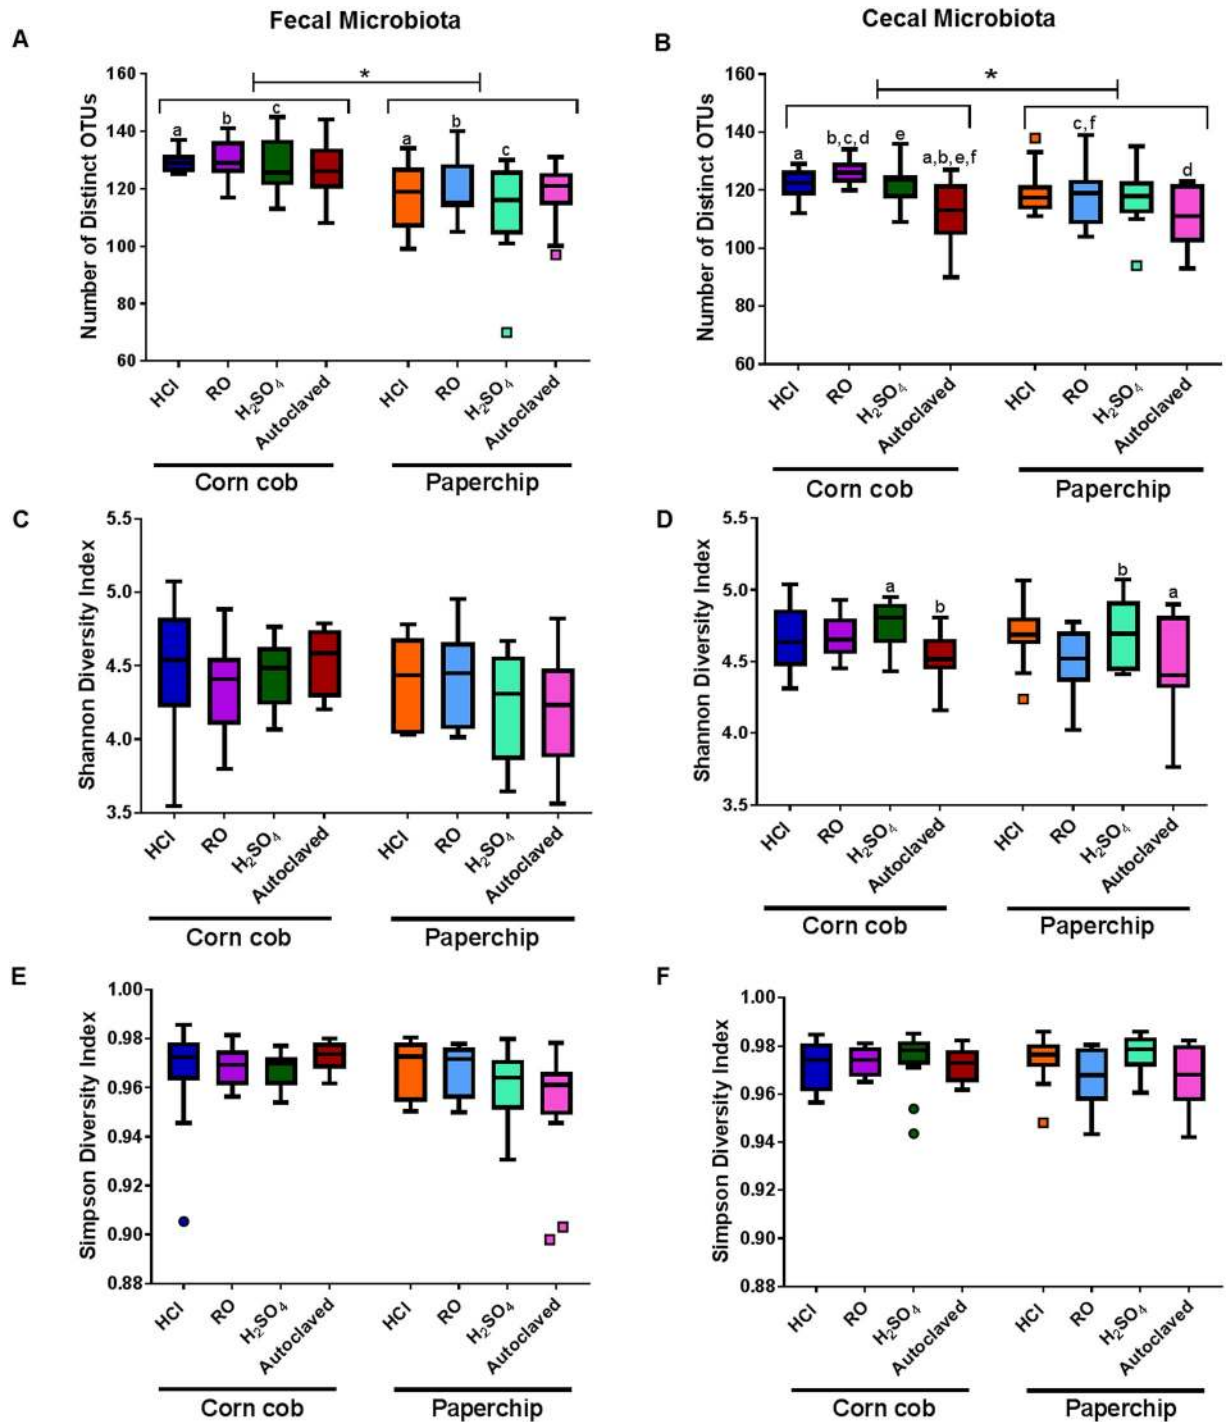 Fecal Microbiota
Cecal Microbiota
A
Number of Distinct OTUs
160
140
120
100
80
60
*
a
b
c
a
b
c
HCl
RO
H₂SO₄
Autoclaved
HCl
RO
H₂SO₄
Autoclaved
Corn cob
Paperchip
B
Number of Distinct OTUs
160
140
120
100
80
60
*
a
b,c,d
e
a,b,e,f
c,f
d
HCl
RO
H₂SO₄
Autoclaved
HCl
RO
H₂SO₄
Autoclaved
Corn cob
Paperchip
C
Shannon Diversity Index
5.5
5.0
4.5
4.0
3.5
HCl
RO
H₂SO₄
Autoclaved
HCl
RO
H₂SO₄
Autoclaved
Corn cob
Paperchip
D
Shannon Diversity Index
5.5
5.0
4.5
4.0
3.5
a
b
b
a
HCl
RO
H₂SO₄
Autoclaved
HCl
RO
H₂SO₄
Autoclaved
Corn cob
Paperchip
E
Simpson Diversity Index
1.00
0.98
0.96
0.94
0.92
0.90
0.88
HCl
RO
H₂SO₄
Autoclaved
HCl
RO
H₂SO₄
Autoclaved
Corn cob
Paperchip
F
Simpson Diversity Index
1.00
0.98
0.96
0.94
0.92
0.90
0.88
HCl
RO
H₂SO₄
Autoclaved
HCl
RO
H₂SO₄
Autoclaved
Corn cob
Paperchip